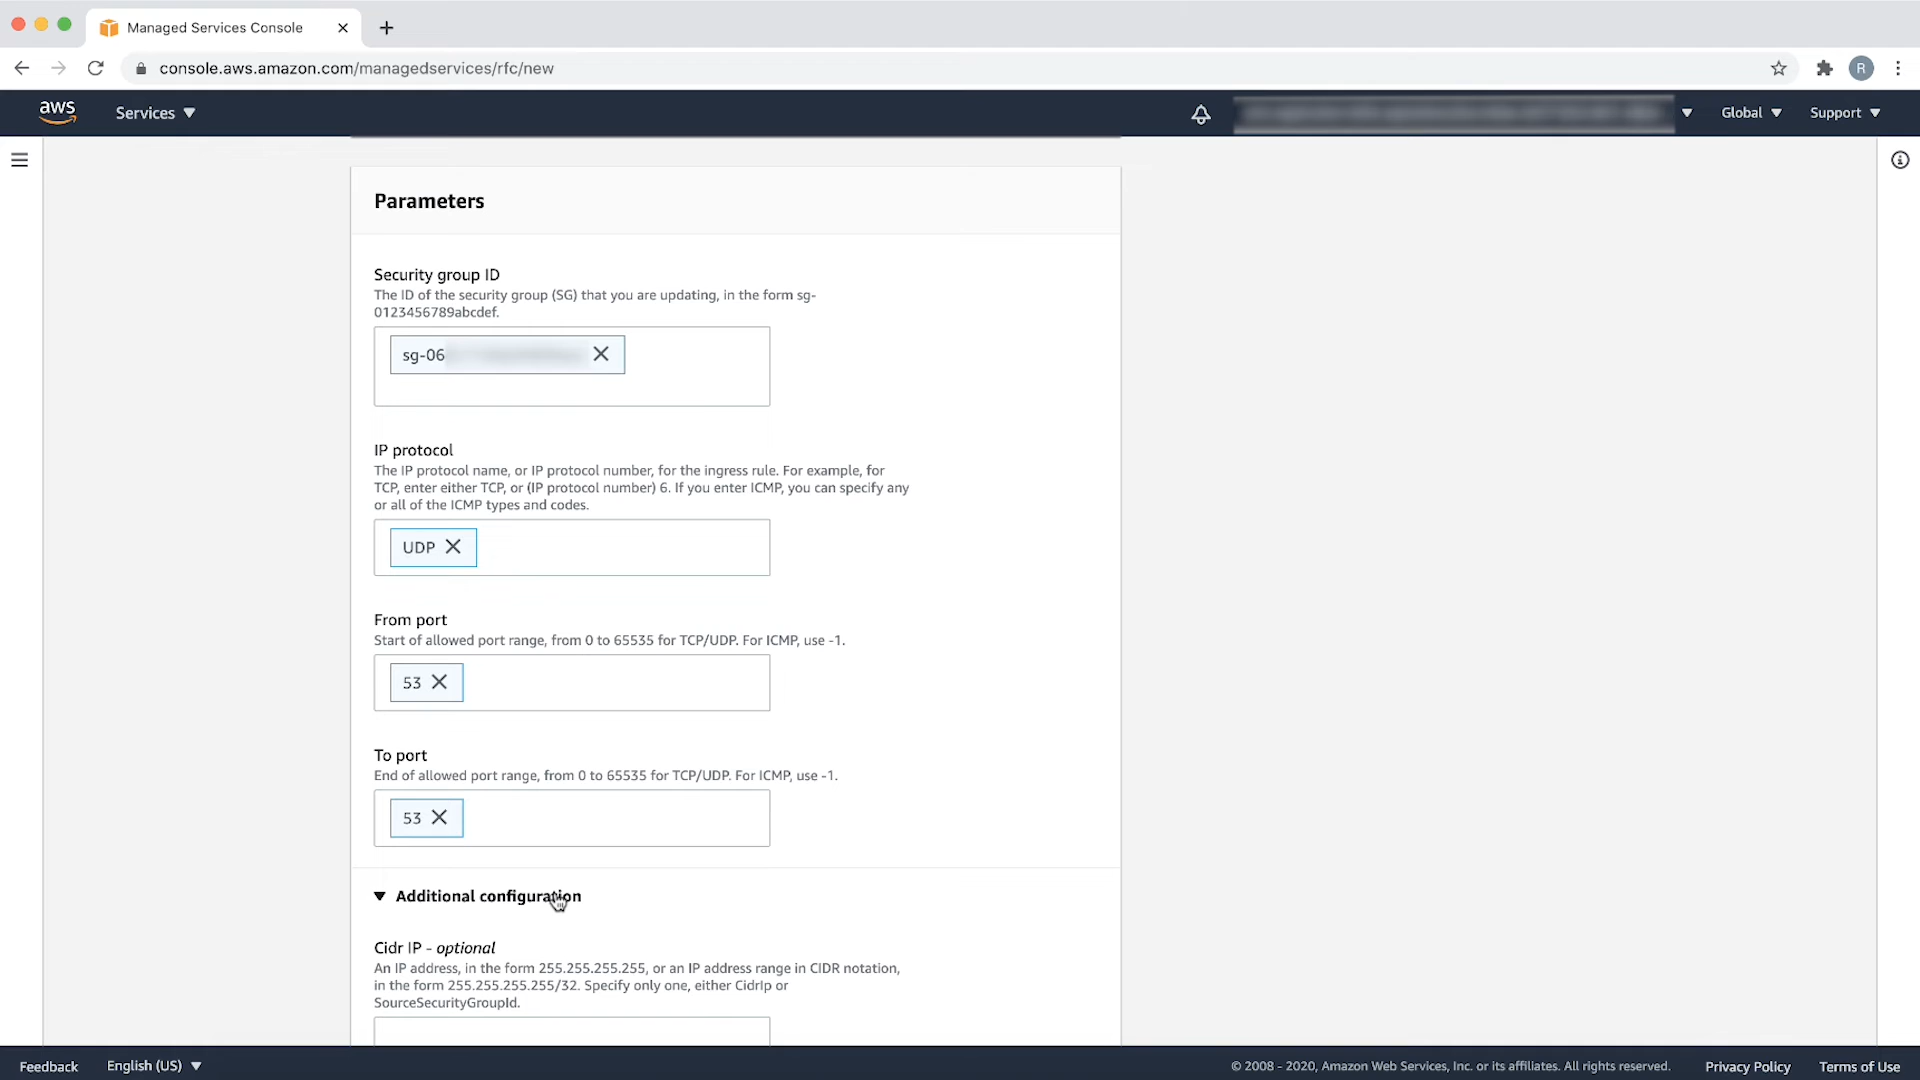 Managed Services Console
console.aws.amazon.com/managedservices/rfc/new
aws
Services
Global
Support
R
Parameters
Security group ID
The ID of the security group (SG) that you are updating, in the form sg-
0123456789abcdef.
sg-06
IP protocol
The IP protocol name, or IP protocol number, for the ingress rule. For example, for
TCP, enter either TCP, or (IP protocol number) 6. If you enter ICMP, you can specify any
or all of the ICMP types and codes.
UDP
From port
Start of allowed port range, from 0 to 65535 for TCP/UDP. For ICMP, use -1.
53
To port
End of allowed port range, from 0 to 65535 for TCP/UDP. For ICMP, use -1.
53
Additional configuration
Cidr IP - optional
An IP address, in the form 255.255.255.255, or an IP address range in CIDR notation,
in the form 255.255.255.255/32. Specify only one, either CidrIp or
SourceSecurityGroupId.
Feedback
English (US)
© 2008 - 2020, Amazon Web Services, Inc. or its affiliates. All rights reserved.
Privacy Policy
Terms of Use